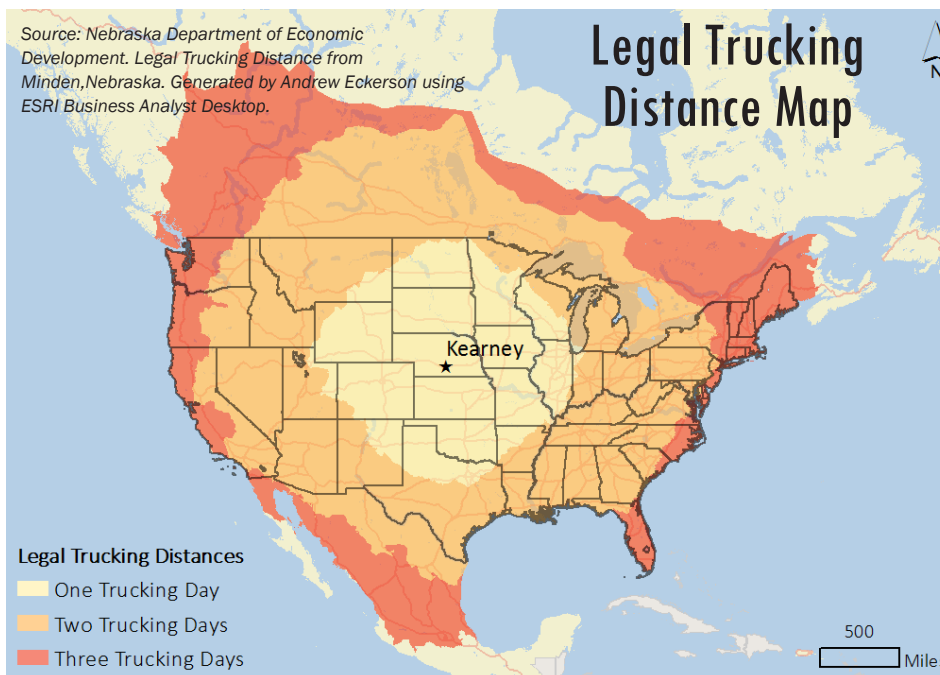 Source: Nebraska Department of Economic
Development. Legal Trucking Distance from
Minden,Nebraska. Generated by Andrew Eckerson using
ESRI Business Analyst Desktop.
Legal Trucking
Distance Map
N
Kearney
Legal Trucking Distances
One Trucking Day
Two Trucking Days
Three Trucking Days
500
Mile